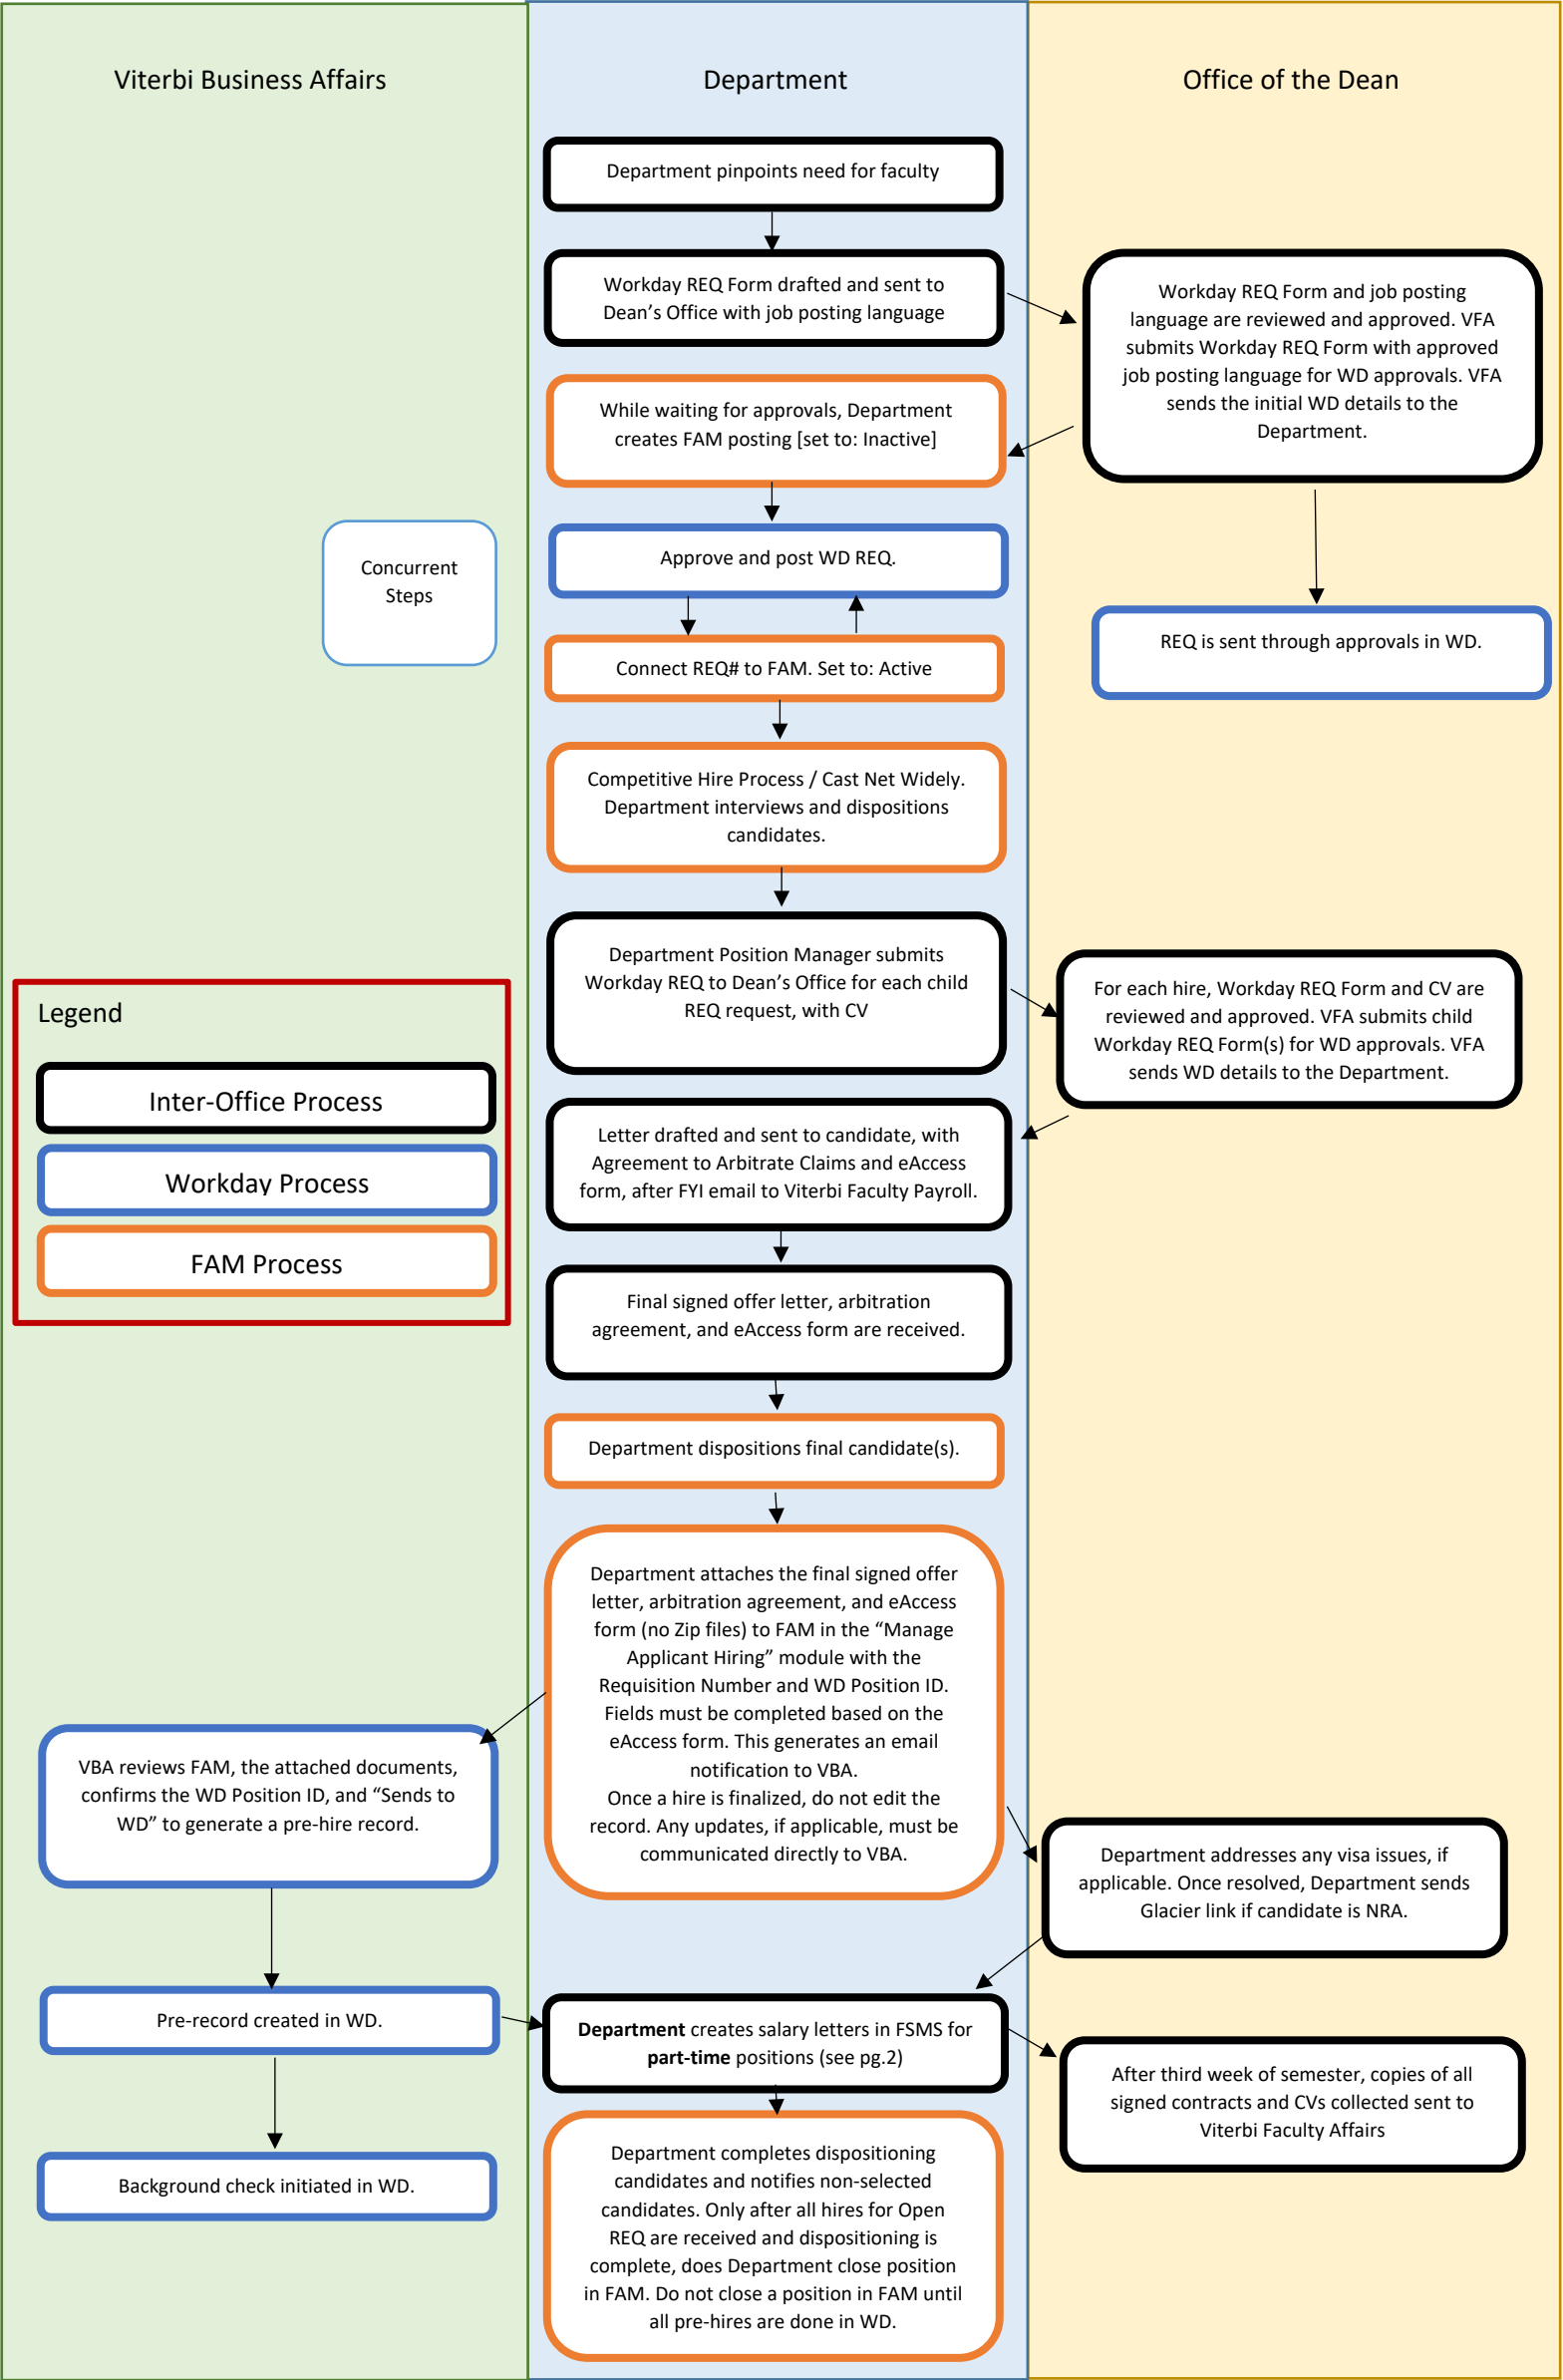 Viterbi Business Affairs
Department
Office of the Dean
Department pinpoints need for faculty
Workday REQ Form drafted and sent to
Dean’s Office with job posting language
Workday REQ Form and job posting
language are reviewed and approved. VFA
submits Workday REQ Form with approved
job posting language for WD approvals. VFA
sends the initial WD details to the
Department.
While waiting for approvals, Department
creates FAM posting [set to: Inactive]
Concurrent
Steps
Approve and post WD REQ.
REQ is sent through approvals in WD.
Connect REQ# to FAM. Set to: Active
Competitive Hire Process / Cast Net Widely.
Department interviews and dispositions
candidates.
Department Position Manager submits
Workday REQ to Dean’s Office for each child
REQ request, with CV
For each hire, Workday REQ Form and CV are
reviewed and approved. VFA submits child
Workday REQ Form(s) for WD approvals. VFA
sends WD details to the Department.
Legend
Inter-Office Process
Workday Process
FAM Process
Letter drafted and sent to candidate, with
Agreement to Arbitrate Claims and eAccess
form, after FYI email to Viterbi Faculty Payroll.
Final signed offer letter, arbitration
agreement, and eAccess form are received.
Department dispositions final candidate(s).
Department attaches the final signed offer
letter, arbitration agreement, and eAccess
form (no Zip files) to FAM in the “Manage
Applicant Hiring” module with the
Requisition Number and WD Position ID.
Fields must be completed based on the
eAccess form. This generates an email
notification to VBA.
Once a hire is finalized, do not edit the
record. Any updates, if applicable, must be
communicated directly to VBA.
VBA reviews FAM, the attached documents,
confirms the WD Position ID, and “Sends to
WD” to generate a pre-hire record.
Department addresses any visa issues, if
applicable. Once resolved, Department sends
Glacier link if candidate is NRA.
Pre-record created in WD.
Department creates salary letters in FSMS for
part-time positions (see pg.2)
After third week of semester, copies of all
signed contracts and CVs collected sent to
Viterbi Faculty Affairs
Background check initiated in WD.
Department completes dispositioning
candidates and notifies non-selected
candidates. Only after all hires for Open
REQ are received and dispositioning is
complete, does Department close position
in FAM. Do not close a position in FAM until
all pre-hires are done in WD.